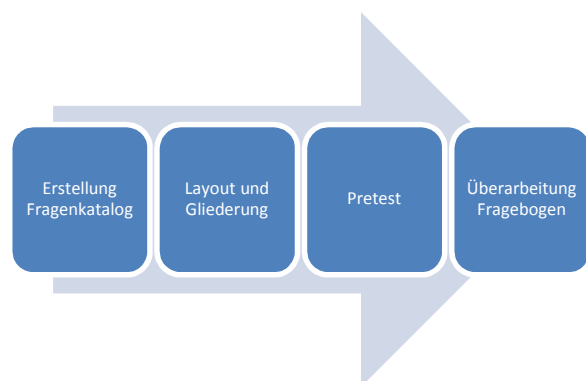 Erstellung
Fragenkatalog
Layout und
Gliederung
Pretest
Überarbeitung
Fragebogen